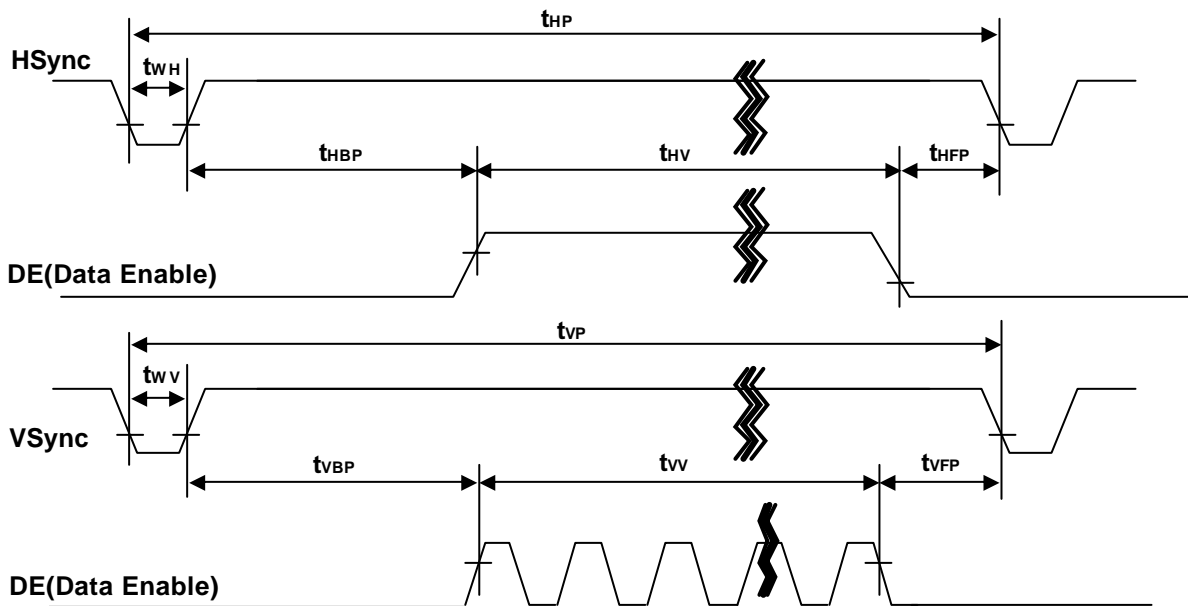 tHP
HSync
tWH
tHBP
tHV
tHFP
DE(Data Enable)
tVP
tWV
VSync
tVBP
tVV
tVFP
DE(Data Enable)